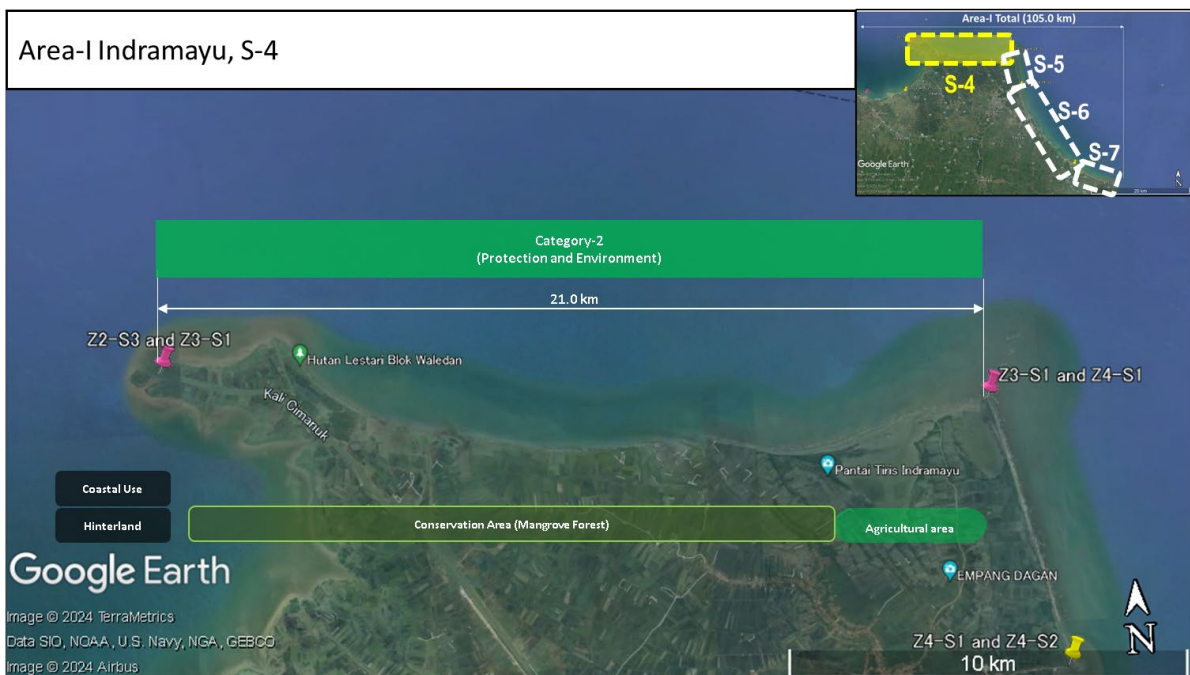 Area-I Indramayu, S-4
Area-I Total (105.0 km)
S-4
S-5
S-6
S-7
Google Earth
N
20 km
Category-2
(Protection and Environment)
21.0 km
Z2-S3 and Z3-S1
Hutan Lestari Blok Waledan
Kali Cimanuk
Z3-S1 and Z4-S1
Pantai Tiris Indramayu
Coastal Use
Hinterland
Conservation Area (Mangrove Forest)
Agricultural area
EMPANG DAGAN
Google Earth
Image © 2024 TerraMetrics
Data SIO, NOAA, U.S. Navy, NGA, GEBCO
Image © 2024 Airbus
Z4-S1 and Z4-S2
10 km
N